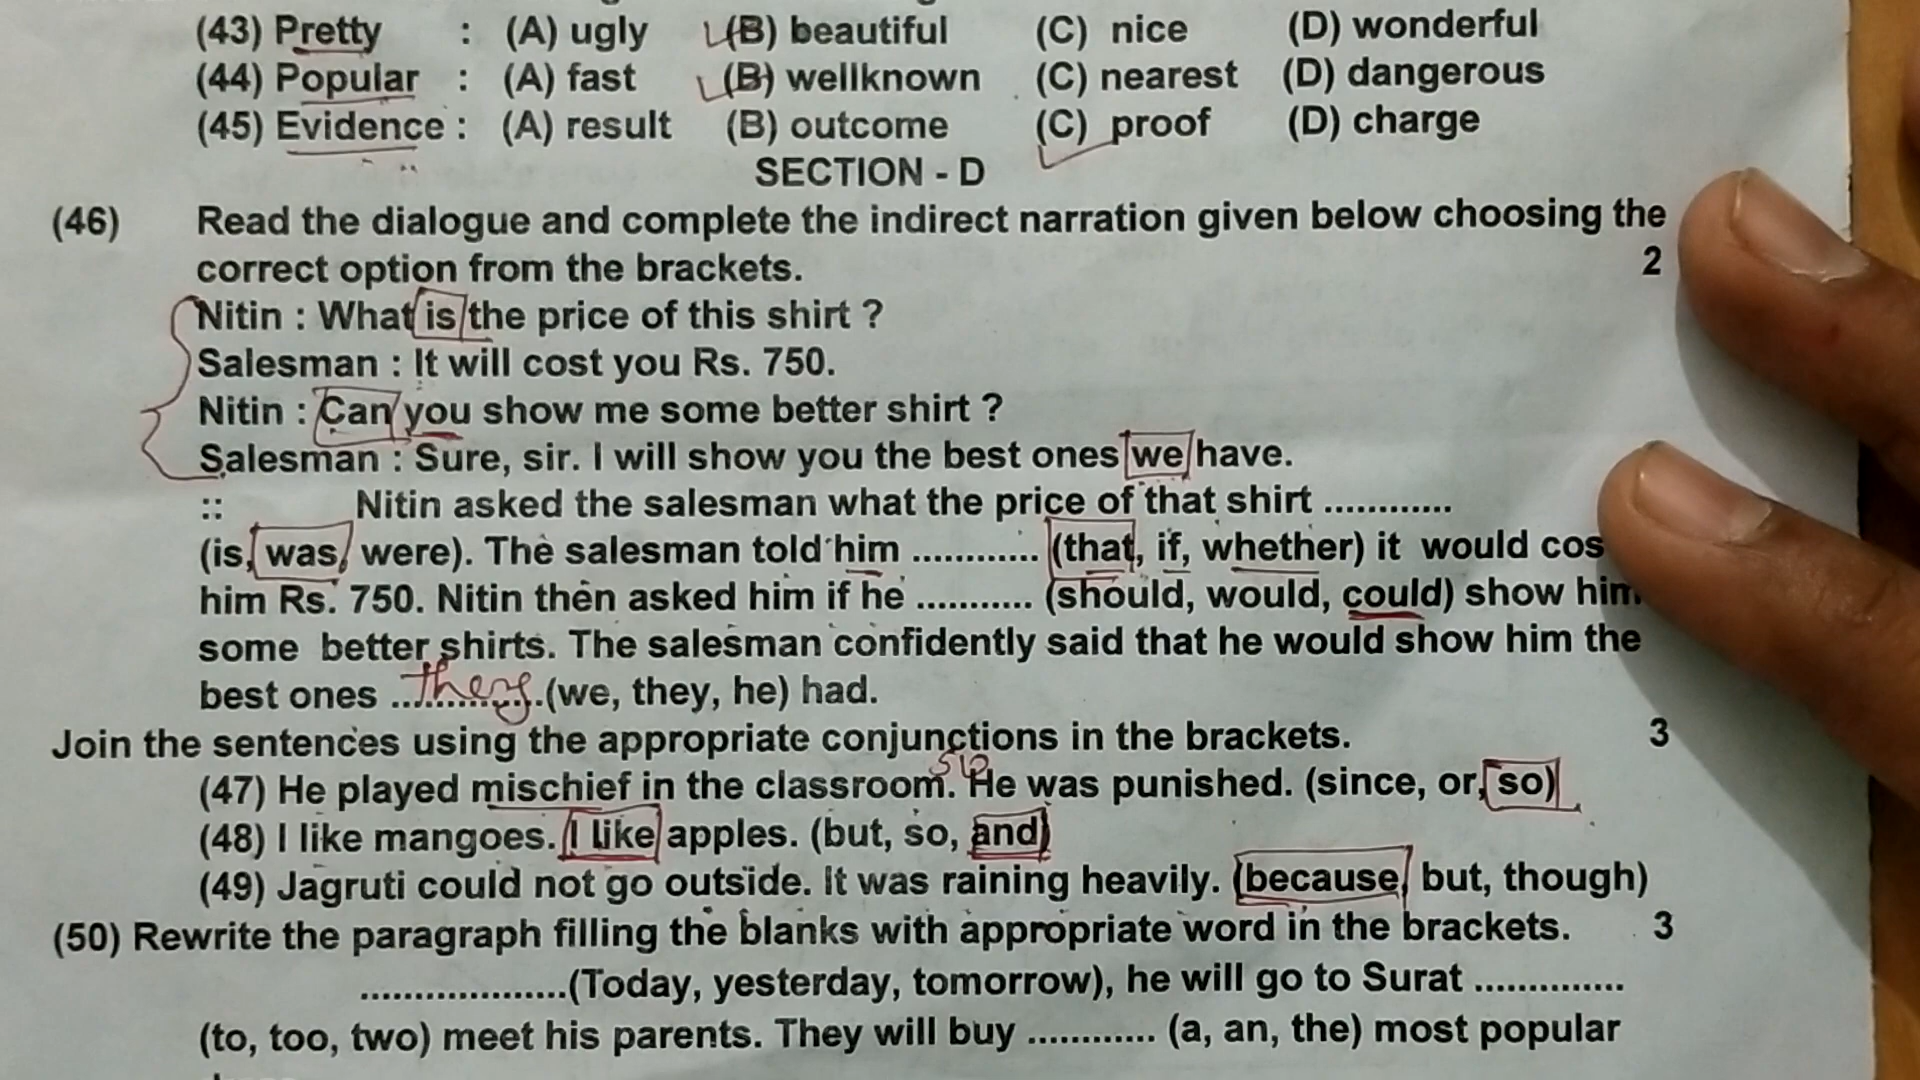 (43) Pretty : (A) ugly (B) beautiful (C) nice (D) wonderful
(44) Popular : (A) fast (B) wellknown (C) nearest (D) dangerous
(45) Evidence : (A) result (B) outcome (C) proof (D) charge
SECTION - D
(46) Read the dialogue and complete the indirect narration given below choosing the
correct option from the brackets. 2
Nitin : What is the price of this shirt ?
Salesman : It will cost you Rs. 750.
Nitin : Can you show me some better shirt ?
Salesman : Sure, sir. I will show you the best ones we have.
:: Nitin asked the salesman what the price of that shirt ............
(is, was, were). The salesman told him ............ (that, if, whether) it would cos
him Rs. 750. Nitin then asked him if he ........... (should, would, could) show him
some better shirts. The salesman confidently said that he would show him the
best ones ....they....(we, they, he) had.
Join the sentences using the appropriate conjunctions in the brackets. 3
so
(47) He played mischief in the classroom. He was punished. (since, or, so)
(48) I like mangoes. I like apples. (but, so, and)
(49) Jagruti could not go outside. It was raining heavily. (because, but, though)
(50) Rewrite the paragraph filling the blanks with appropriate word in the brackets. 3
...................(Today, yesterday, tomorrow), he will go to Surat ..............
(to, too, two) meet his parents. They will buy ............ (a, an, the) most popular